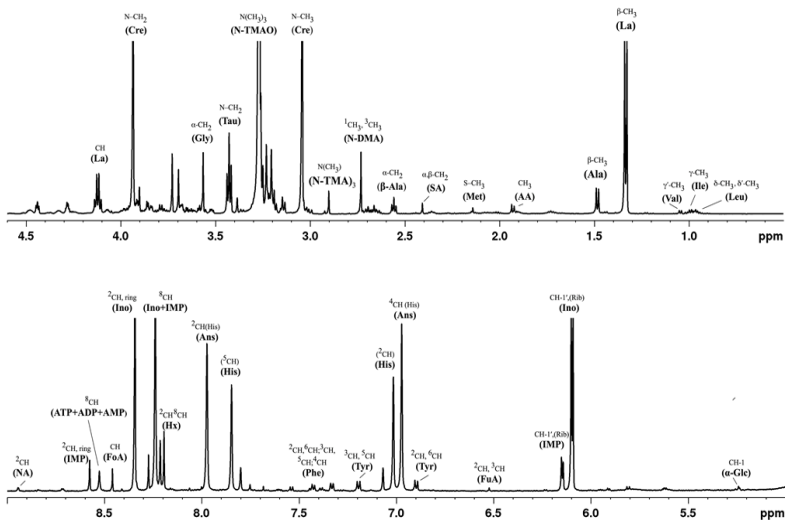 N–CH₂
(Cre)
N(CH₃)₃
(N-TMAO)
N–CH₃
(Cre)
β-CH₃
(La)
CH
(La)
α-CH₂
(Gly)
N–CH₂
(Tau)
N(CH₃)
(N-TMA)₃
¹CH₃, ³CH₃
(N-DMA)
α-CH₂
(β-Ala)
α,β-CH₂
(SA)
S–CH₃
(Met)
CH₃
(AA)
β-CH₃
(Ala)
γ'-CH₃
(Val)
γ-CH₃
(Ile)
δ-CH₃, δ'-CH₃
(Leu)
4.5 4.0 3.5 3.0 2.5 2.0 1.5 1.0 ppm
²CH, ring
(Ino)
⁸CH
(Ino+IMP)
²CH(His)
(Ans)
(⁵CH)
(His)
(²CH)
(His)
⁴CH (His)
(Ans)
CH-1′,(Rib)
(Ino)
²CH
(NA)
²CH, ring
(IMP)
⁸CH
(ATP+ADP+AMP)
CH
(FoA)
²CH⁸CH
(Hx)
²CH,⁶CH;³CH,
⁵CH;⁴CH
(Phe)
³CH, ⁵CH
(Tyr)
²CH, ⁶CH
(Tyr)
²CH, ³CH
(FuA)
CH-1′,(Rib)
(IMP)
CH-1
(α-Glc)
8.5 8.0 7.5 7.0 6.5 6.0 5.5 ppm